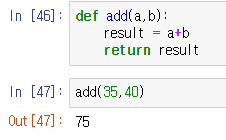 In [46]: def add(a,b):
    result = a+b
    return result
In [47]: add(35,40)
Out[47]: 75